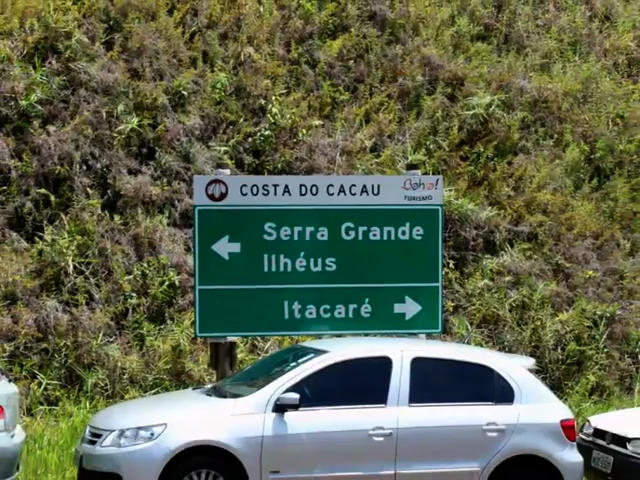 COSTA DO CACAU
Bahia!
TURISMO
Serra Grande
Ilhéus
Itacaré